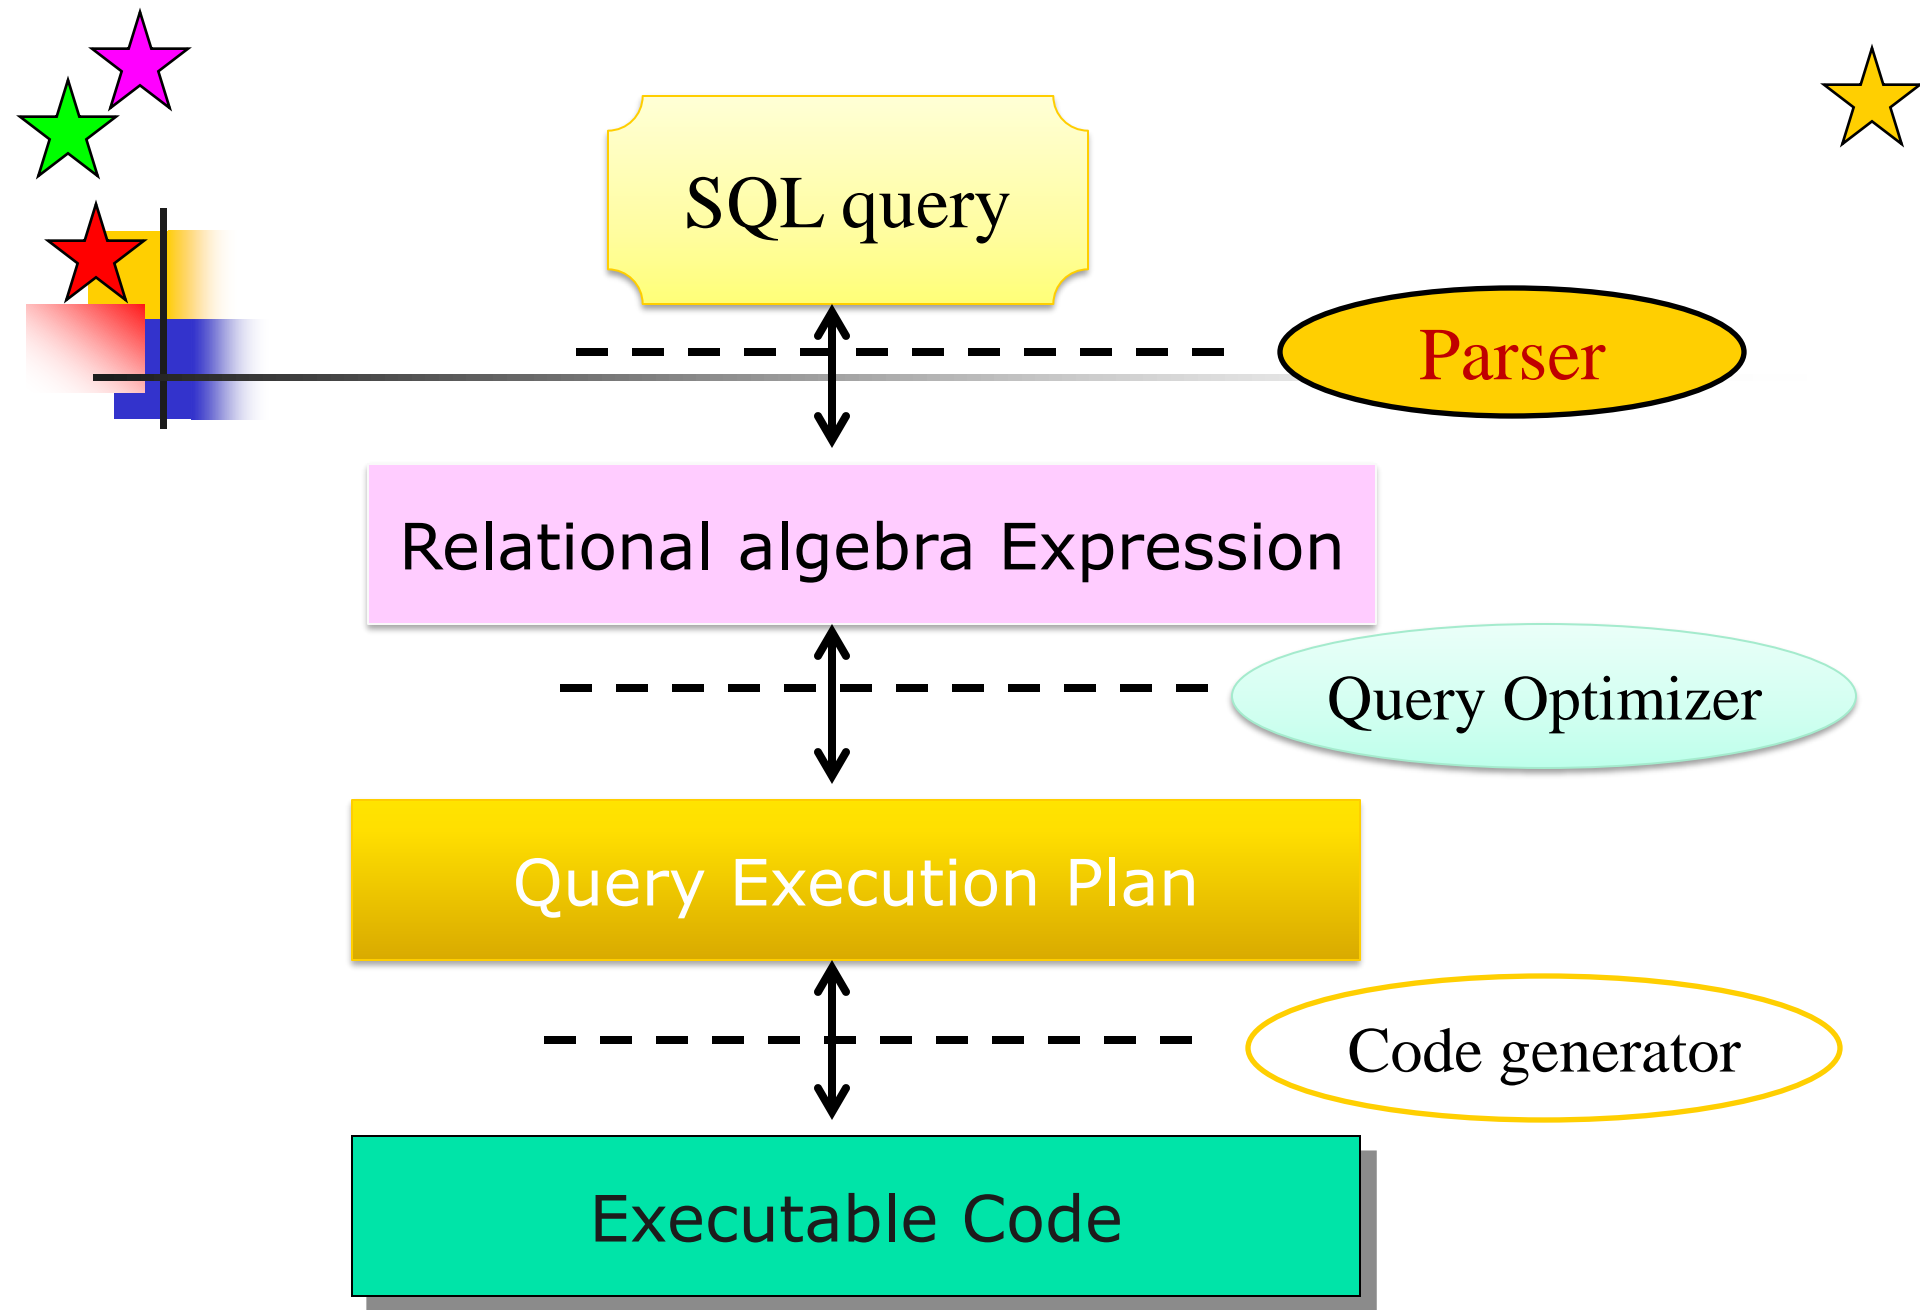 SQL query
Parser
Relational algebra Expression
Query Optimizer
Query Execution Plan
Code generator
Executable Code